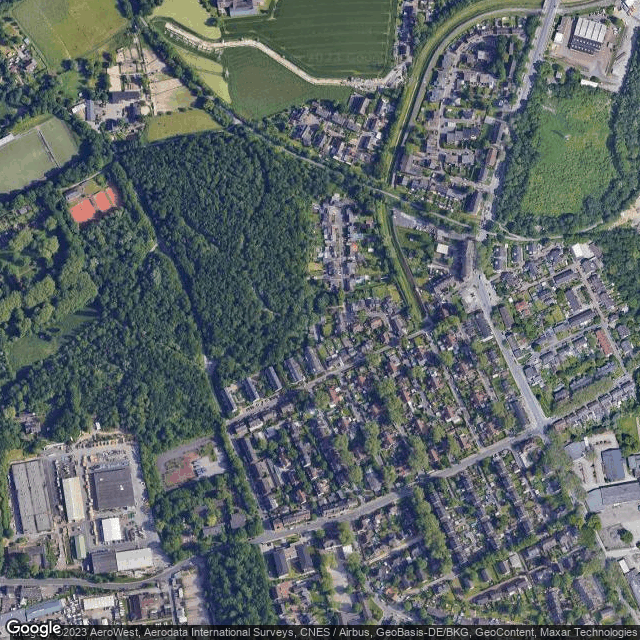 Google
©2023 AeroWest, Aerodata International Surveys, CNES / Airbus, GeoBasis-DE/BKG, GeoContent, Maxar Technologies